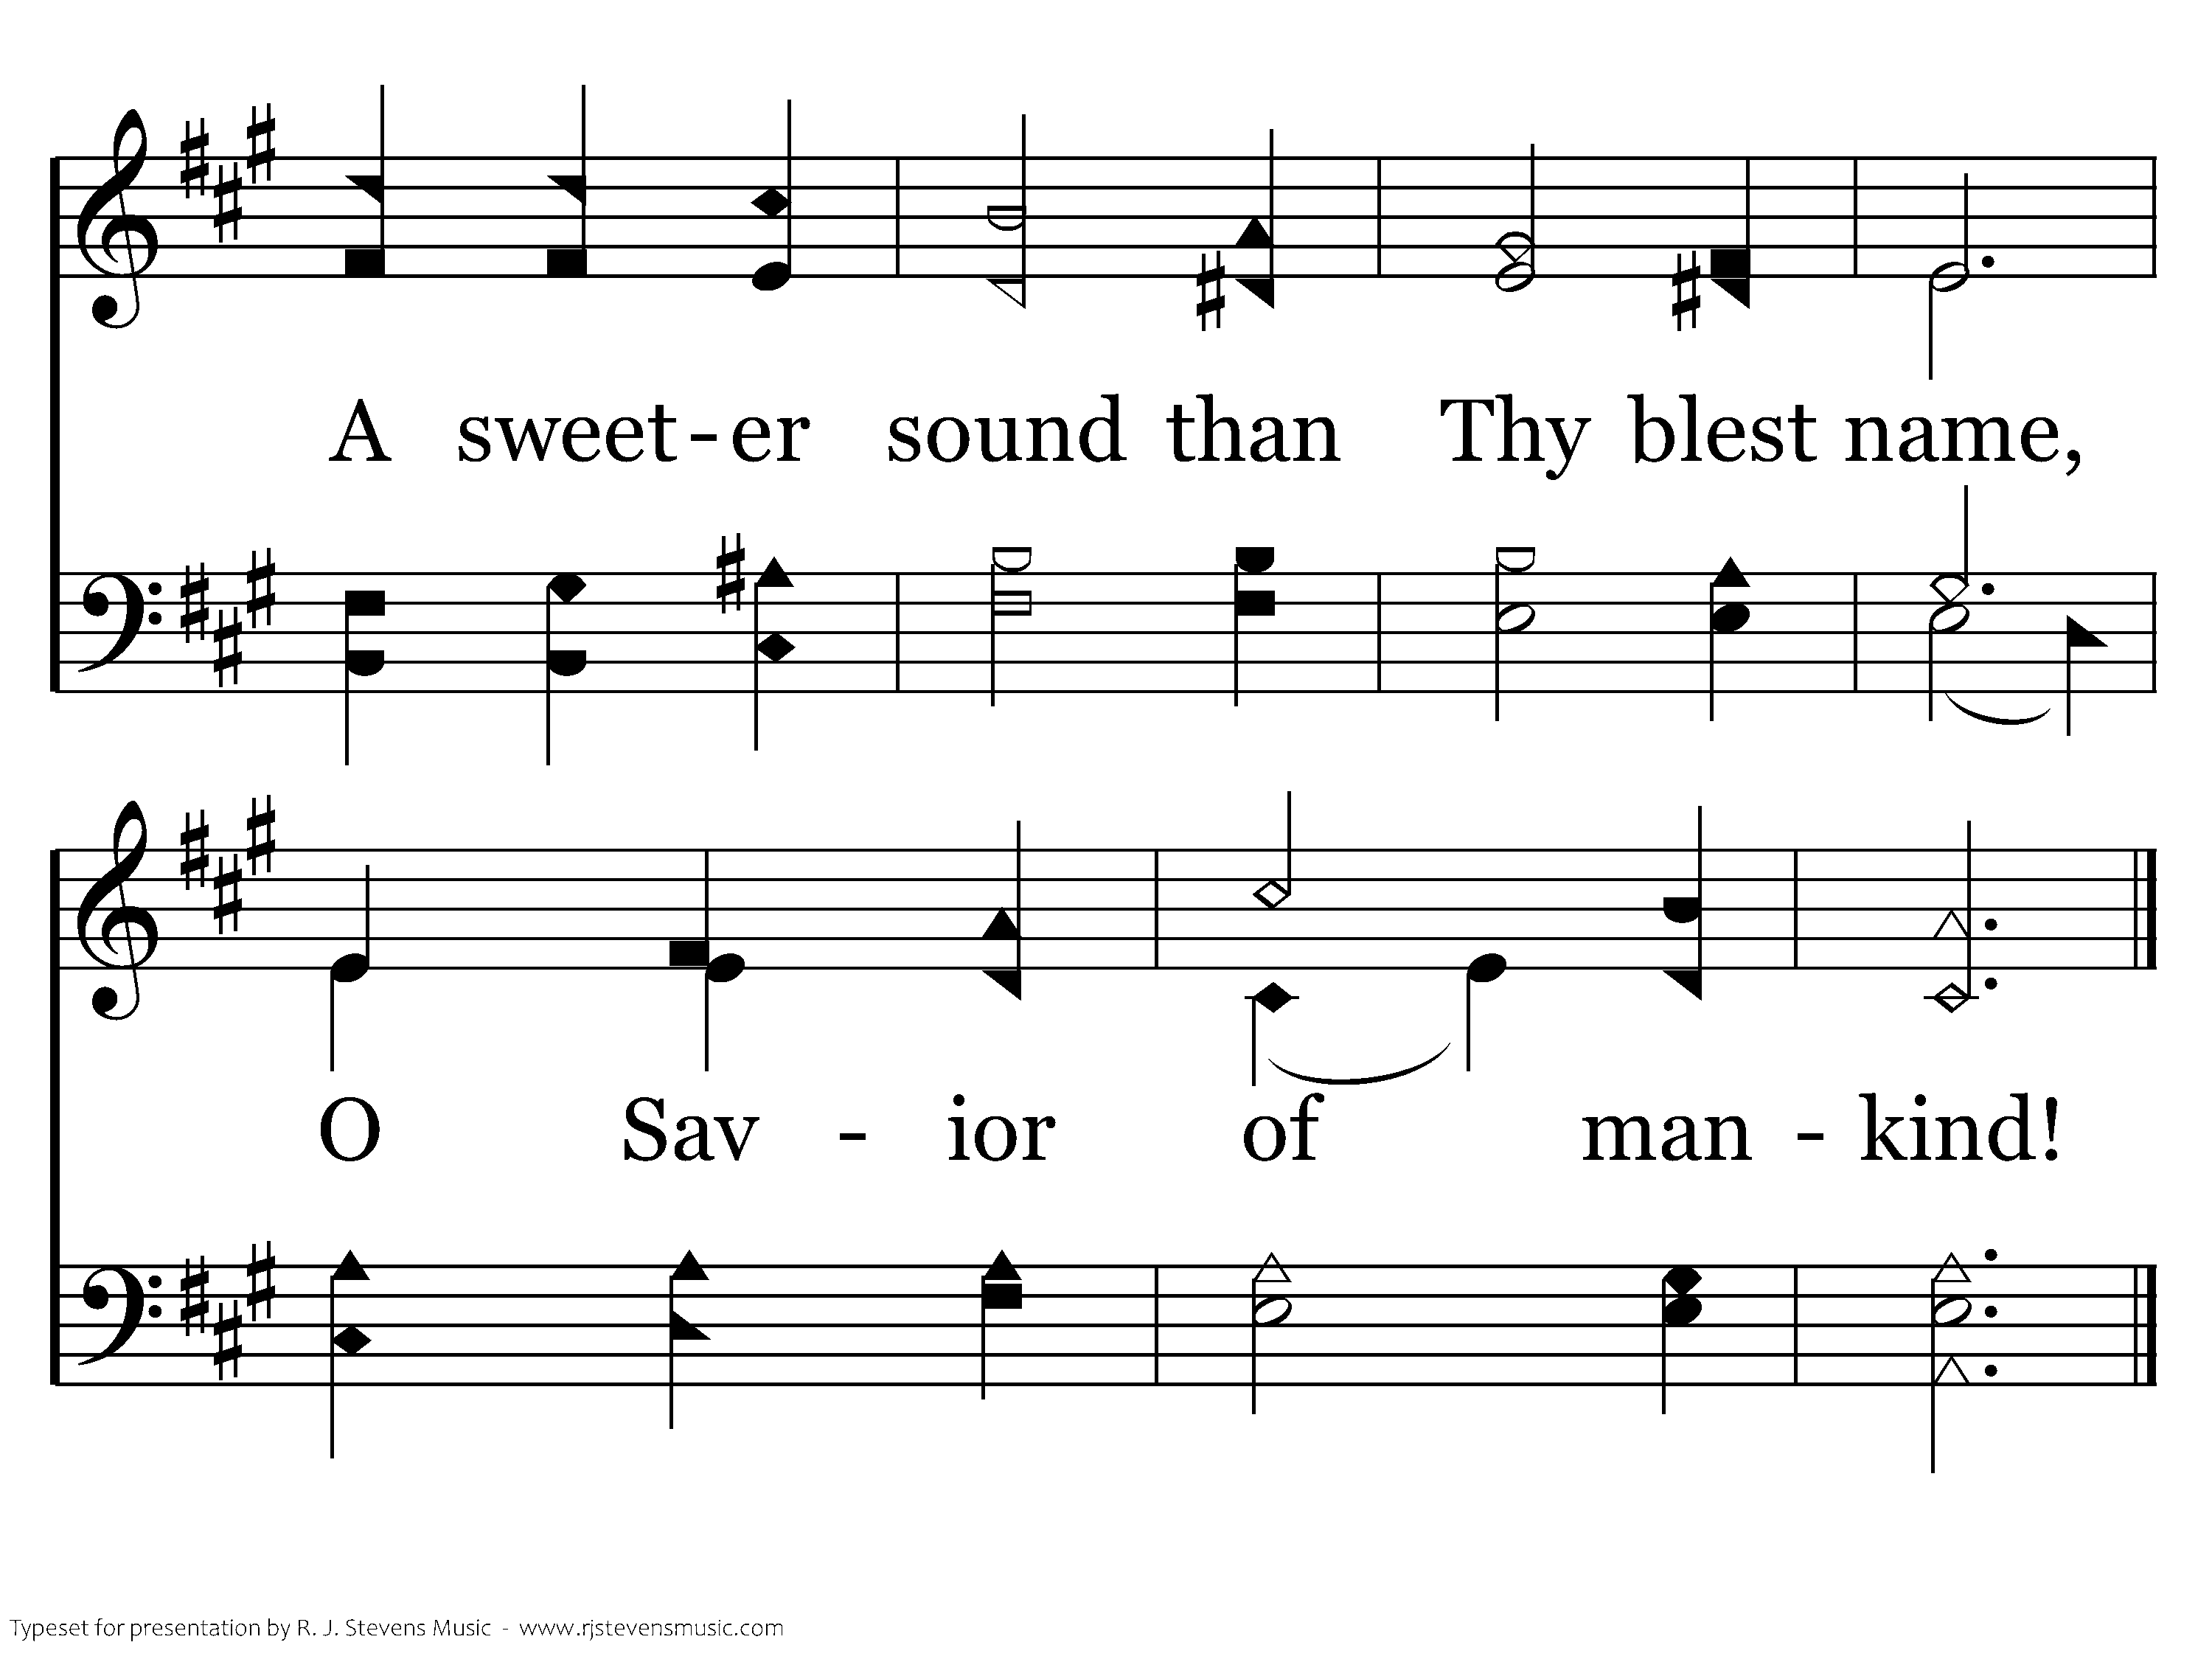 A sweet-er sound than Thy blest name,
O Sav - ior of man - kind!
Typeset for presentation by R. J. Stevens Music - www.rjstevensmusic.com